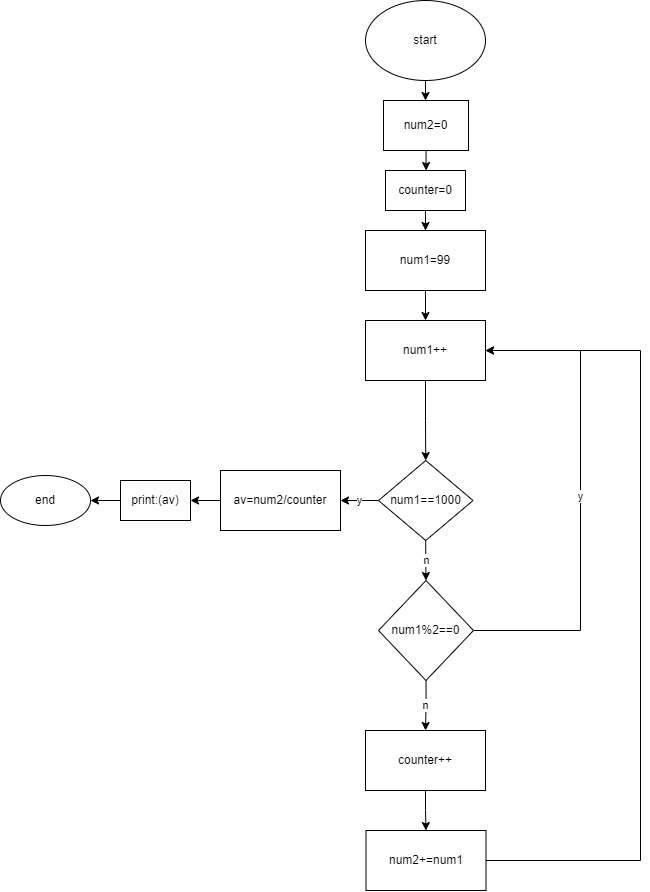 start
num2=0
counter=0
num1=99
num1++
num1==1000
y
av=num2/counter
print:(av)
end
n
num1%2==0
y
n
counter++
num2+=num1